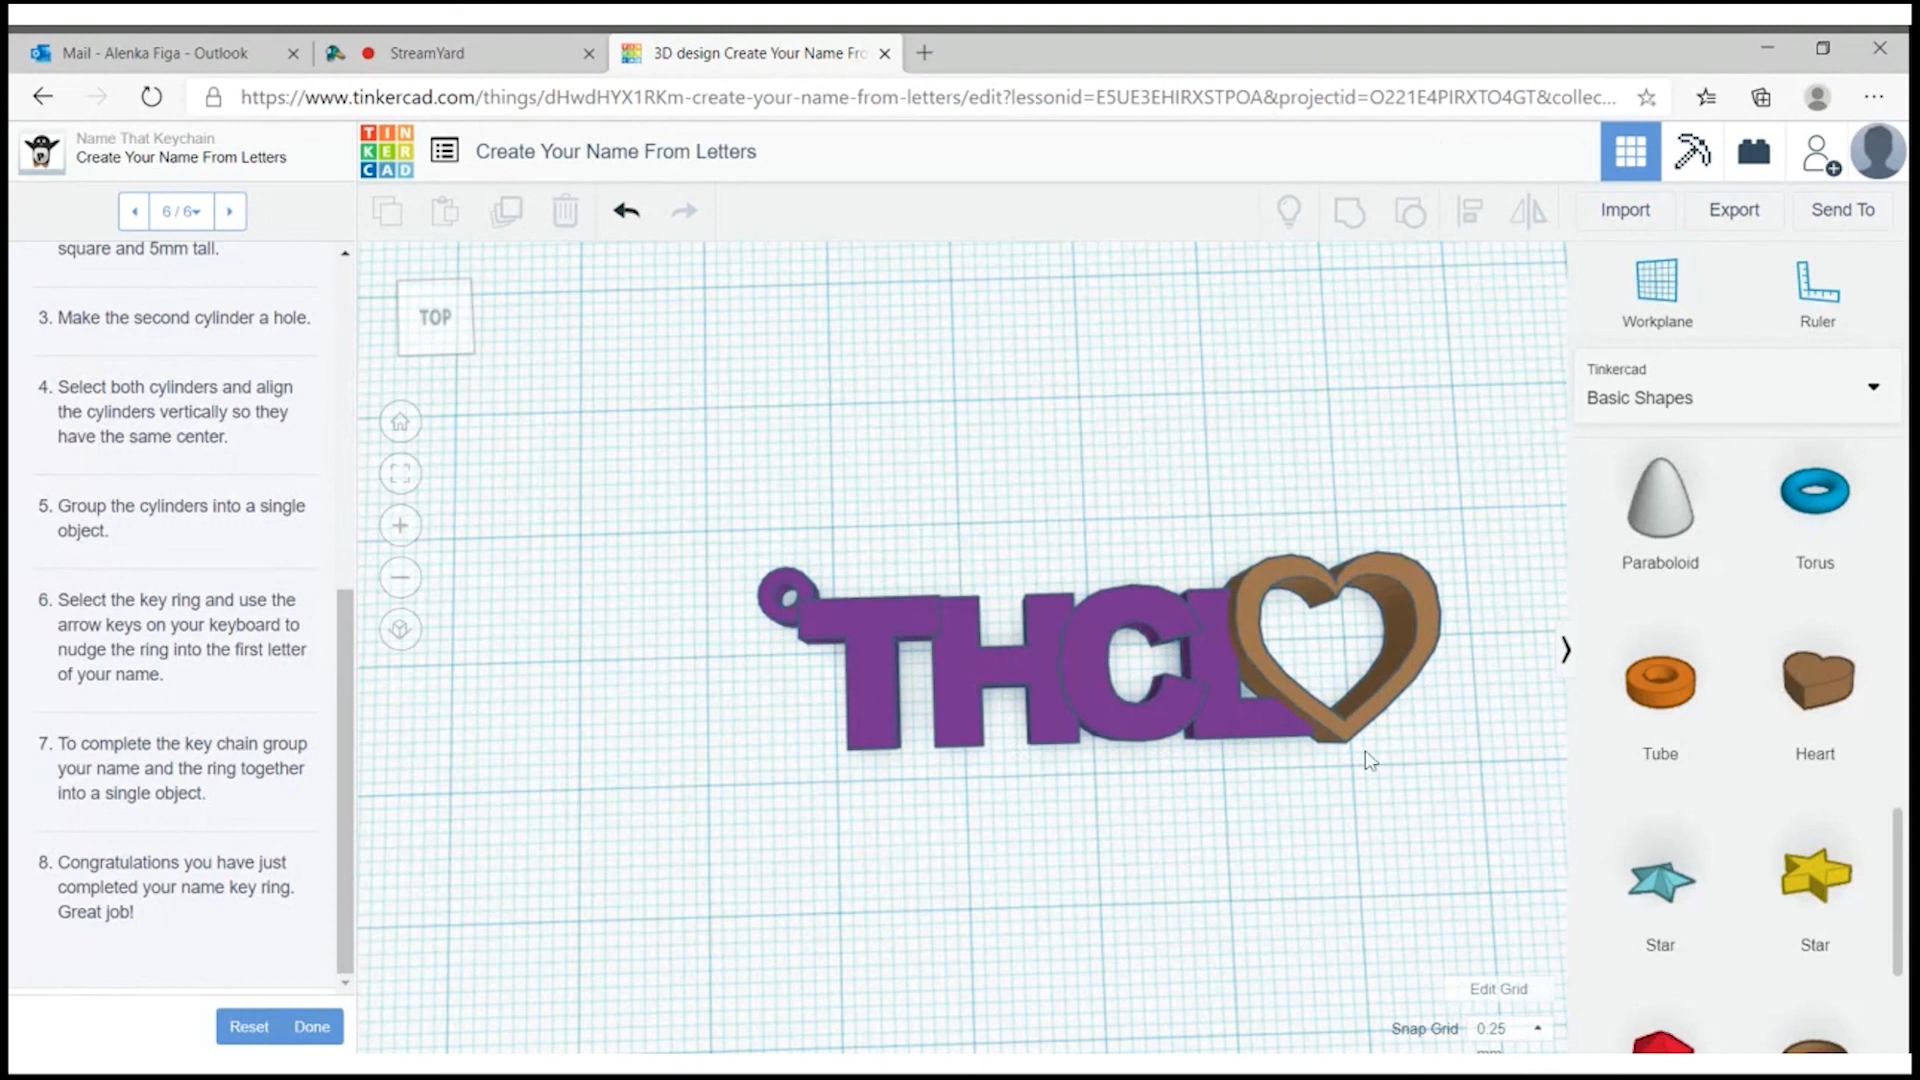 Mail - Alenka Figa - Outlook
StreamYard
3D design Create Your Name Fro
https://www.tinkercad.com/things/dHwdHYX1RKm-create-your-name-from-letters/edit?lessonid=E5UE3EHIRXSTPOA&projectid=O221E4PIRXTO4GT&collec...
Name That Keychain
Create Your Name From Letters
TIN
KER
CAD
Create Your Name From Letters
6 / 6
Import
Export
Send To
square and 5mm tall.
3. Make the second cylinder a hole.
4. Select both cylinders and align
the cylinders vertically so they
have the same center.
5. Group the cylinders into a single
object.
6. Select the key ring and use the
arrow keys on your keyboard to
nudge the ring into the first letter
of your name.
7. To complete the key chain group
your name and the ring together
into a single object.
8. Congratulations you have just
completed your name key ring.
Great job!
Reset
Done
TOP
THCL
Edit Grid
Snap Grid 0.25
Workplane
Ruler
Tinkercad
Basic Shapes
Paraboloid
Torus
Tube
Heart
Star
Star